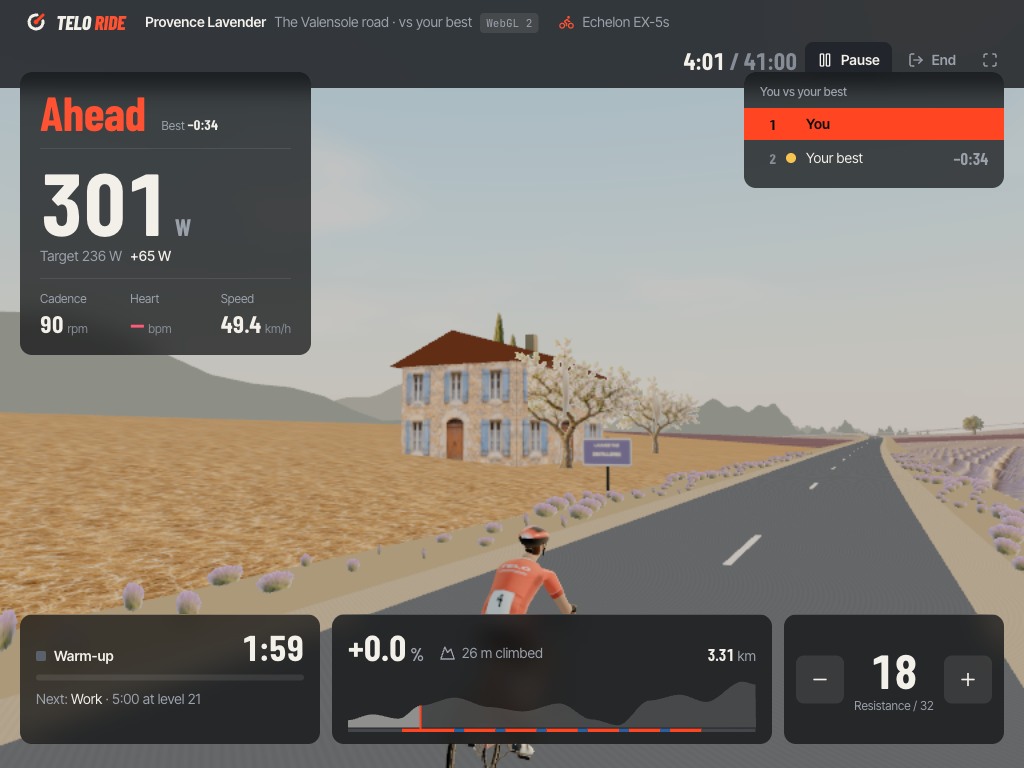 TELO RIDE Provence Lavender The Valensole road · vs your best WebGL 2 Echelon EX-5s
4:01 / 41:00 Pause End
Ahead Best −0:34
301 W
Target 236 W +65 W
Cadence Heart Speed
90 rpm — bpm 49.4 km/h
You vs your best
1 You
2 Your best −0:34
TELO
Warm-up 1:59
Next: Work · 5:00 at level 21
+0.0 % 26 m climbed 3.31 km
− 18 +
Resistance / 32